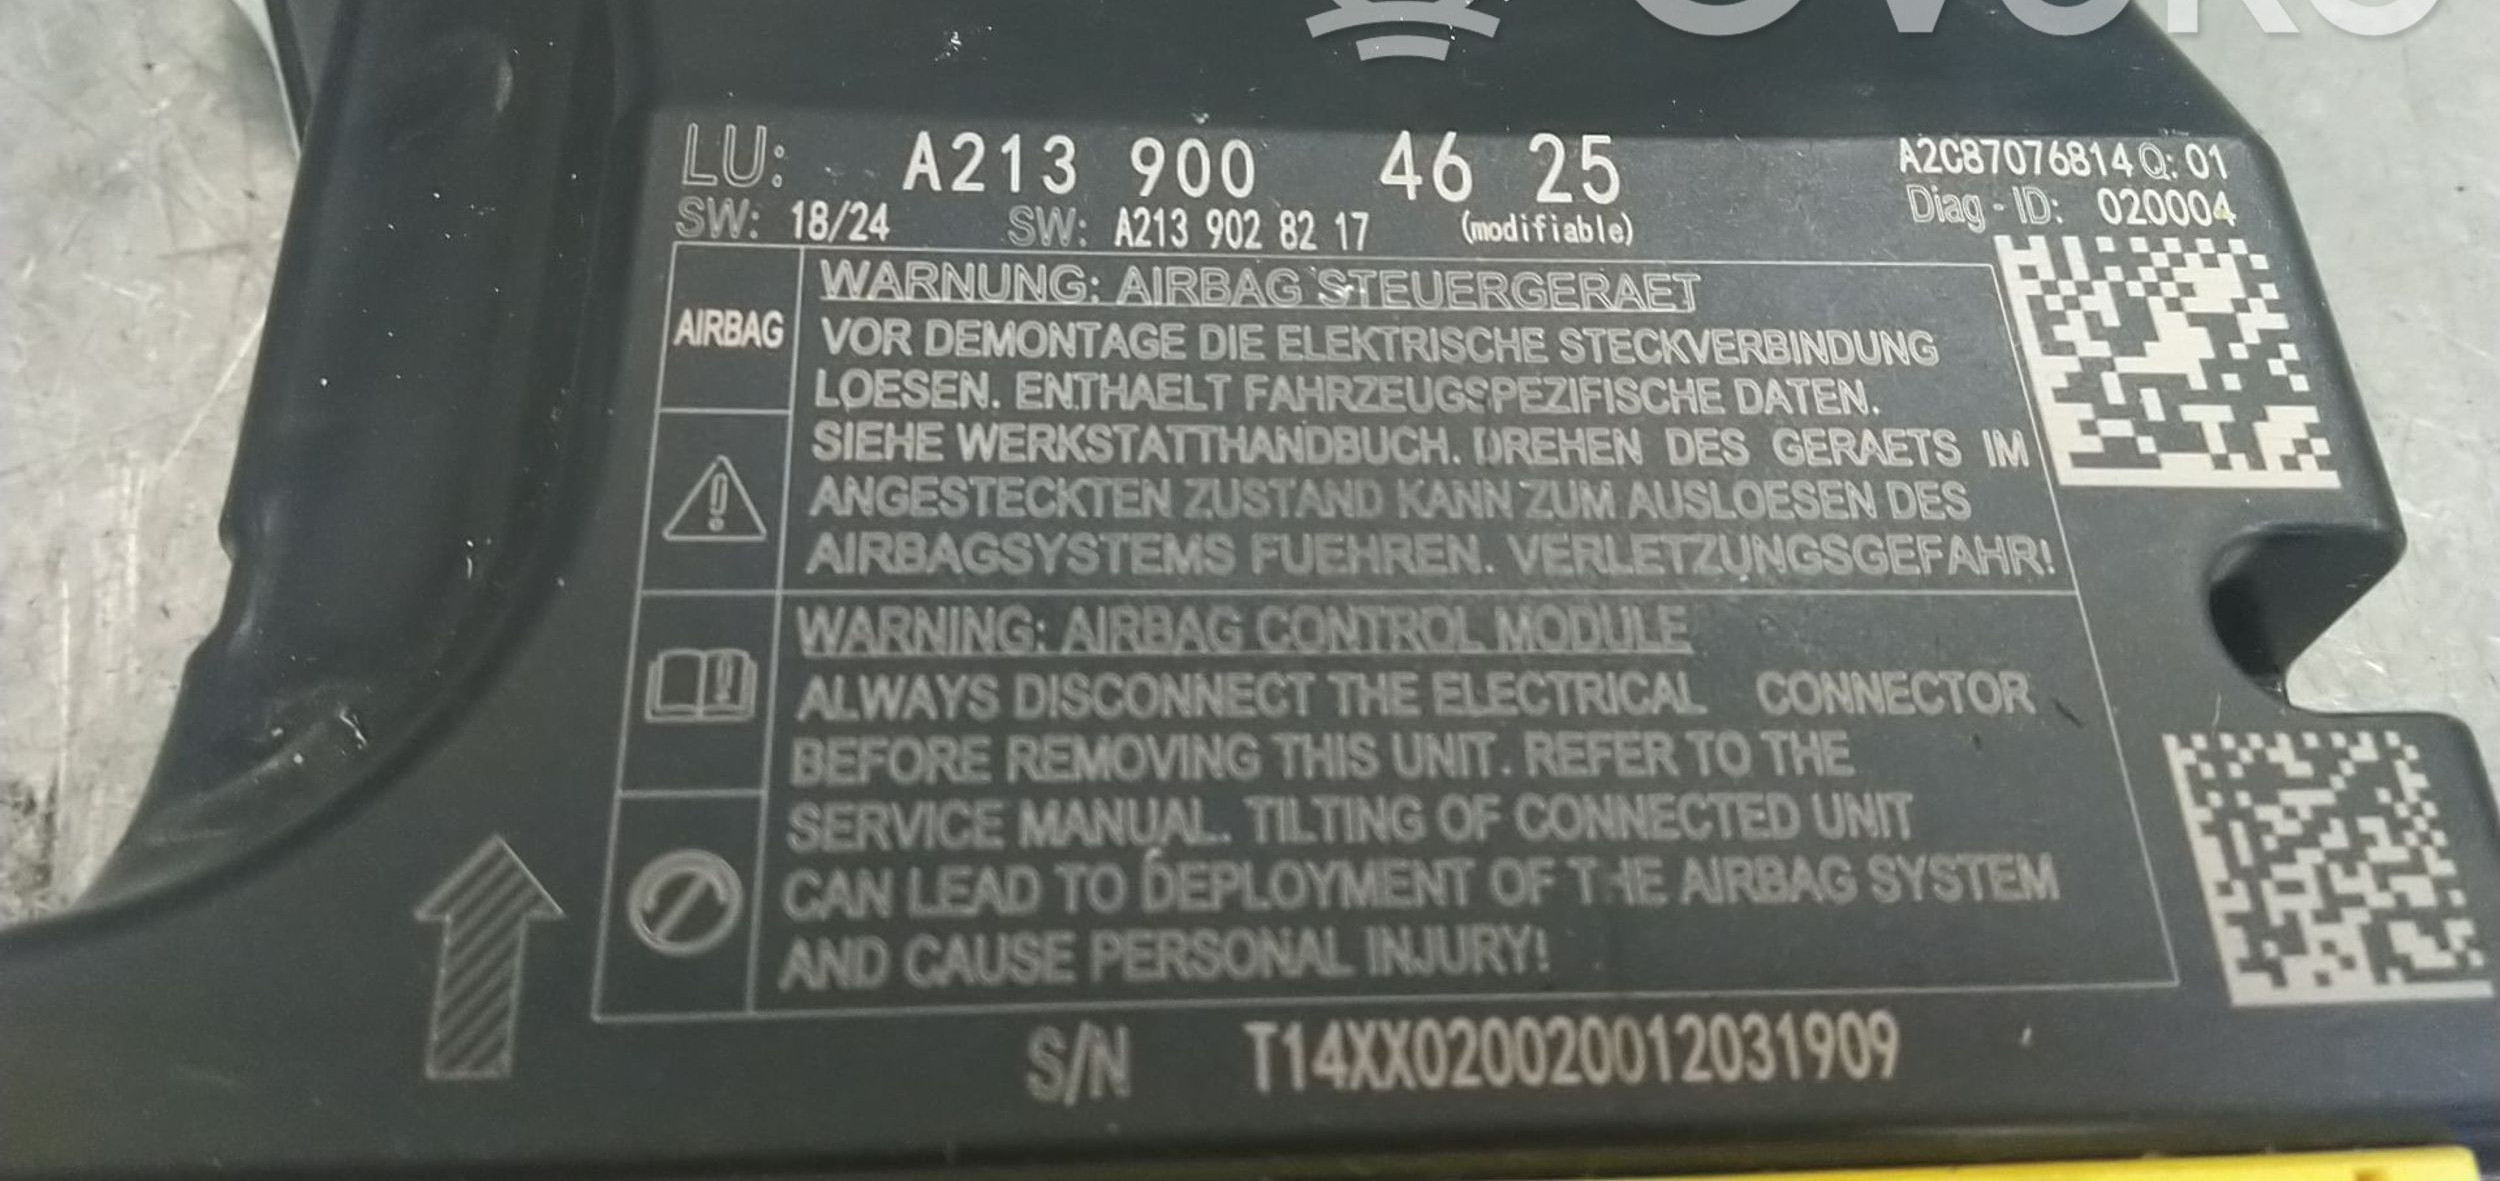 LU: A213 900 46 25
A2C87076814 Q: 01
SW: 18/24 SW: A213 902 82 17 (modifiable)
Diag - ID: 020004
AIRBAG
WARNUNG: AIRBAG STEUERGERAET
VOR DEMONTAGE DIE ELEKTRISCHE STECKVERBINDUNG
LOESEN. ENTHAELT FAHRZEUGSPEZIFISCHE DATEN.
SIEHE WERKSTATTHANDBUCH. DREHEN DES GERAETS IM
ANGESTECKTEN ZUSTAND KANN ZUM AUSLOESEN DES
AIRBAGSYSTEMS FUEHREN. VERLETZUNGSGEFAHR!
WARNING: AIRBAG CONTROL MODULE
ALWAYS DISCONNECT THE ELECTRICAL CONNECTOR
BEFORE REMOVING THIS UNIT. REFER TO THE
SERVICE MANUAL. TILTING OF CONNECTED UNIT
CAN LEAD TO DEPLOYMENT OF THE AIRBAG SYSTEM
AND CAUSE PERSONAL INJURY!
S/N T14XX020020012031909